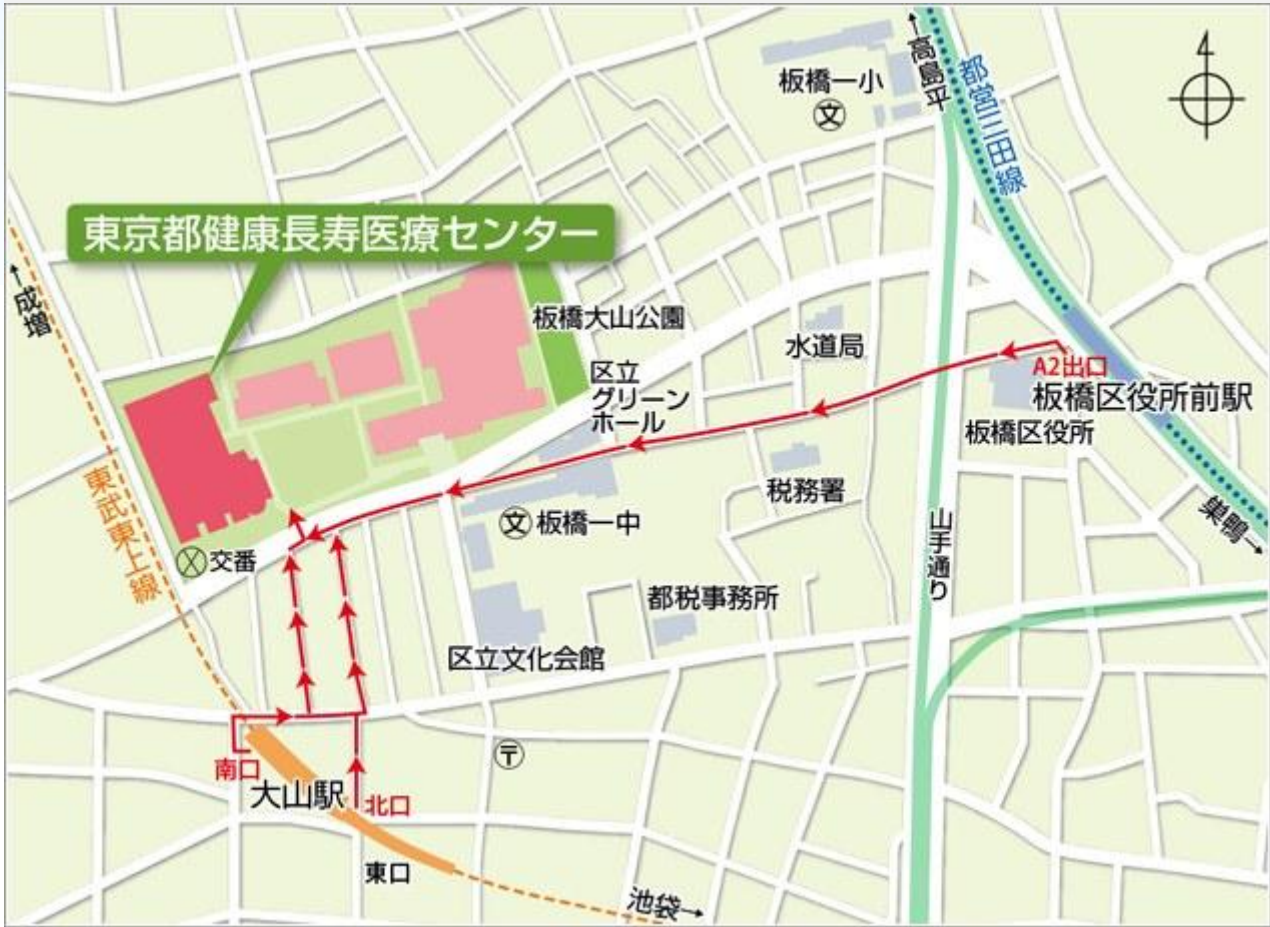 ←高島平
都営三田線
4
板橋一小
文
東京都健康長寿医療センター
←成増
板橋大山公園
水道局
区立
グリーン
ホール
A2出口
板橋区役所前駅
板橋区役所
税務署
東武東上線
文 板橋一中
巣鴨→
山手通り
交番
都税事務所
区立文化会館
〒
南口
大山駅
北口
東口
池袋→